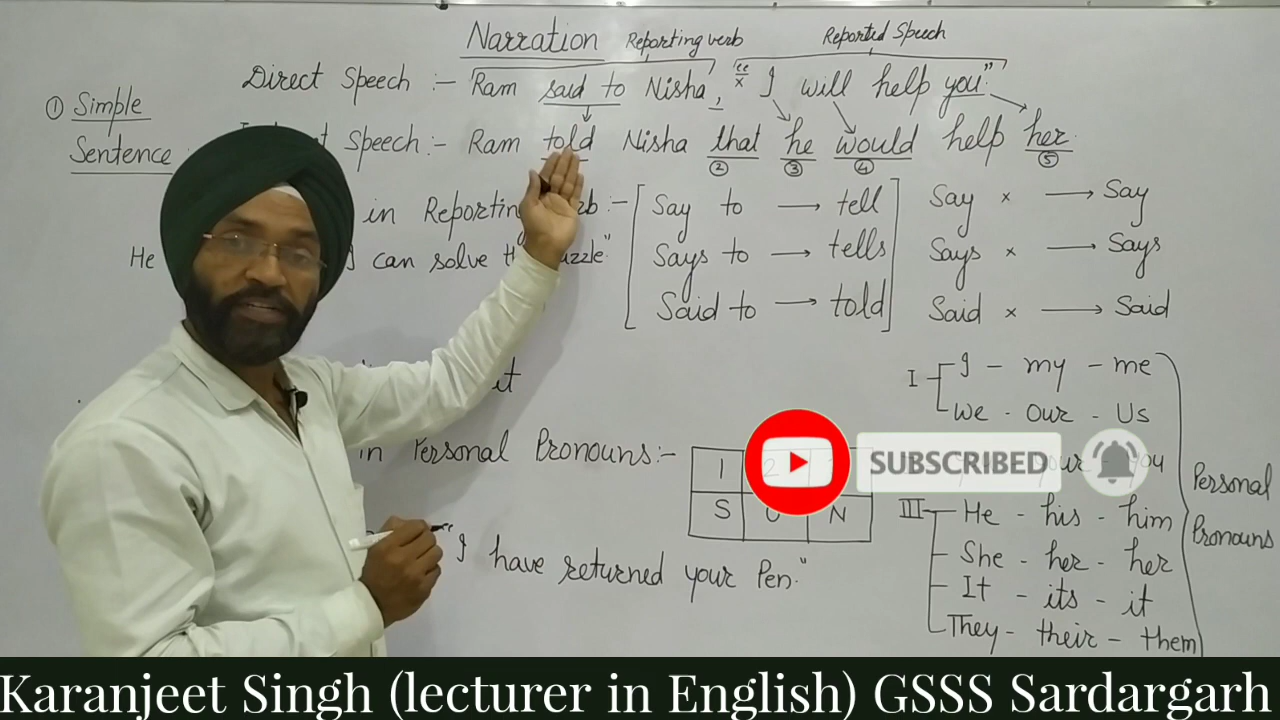 Narration Reporting verb Reported Speech
Direct Speech :- Ram said to Nisha, " I will help you"
① Simple Sentence
Speech:- Ram told Nisha that he would help her.
② ③ ④ ⑤
in Reporting :-
He I can solve the "
Say to → tell
Says to → tells
Said to → told
Say × → Say
Says × → Says
Said × → Said
it
in Personal Pronouns:-
1
S N
"I have returned your Pen."
I I - my - me
We - our - Us
III He - his - him
She - her - her
It - its - it
They - their - them
Personal Pronouns
SUBSCRIBED
Karanjeet Singh (lecturer in English) GSSS Sardargarh